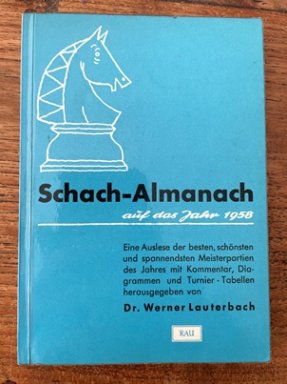 Schach-Almanach
auf das Jahr 1958
Eine Auslese der besten, schönsten
und spannendsten Meisterpartien
des Jahres mit Kommentar, Dia-
grammen und Turnier-Tabellen
herausgegeben von
Dr. Werner Lauterbach
RAU